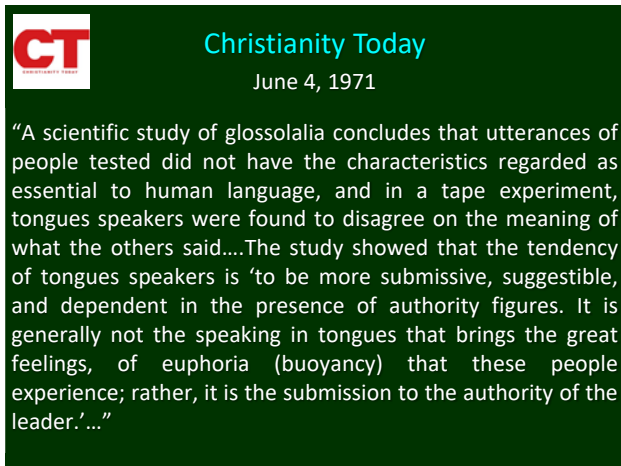 CT
CHRISTIANITY TODAY
Christianity Today
June 4, 1971
“A scientific study of glossolalia concludes that utterances of
people tested did not have the characteristics regarded as
essential to human language, and in a tape experiment,
tongues speakers were found to disagree on the meaning of
what the others said….The study showed that the tendency
of tongues speakers is ‘to be more submissive, suggestible,
and dependent in the presence of authority figures. It is
generally not the speaking in tongues that brings the great
feelings, of euphoria (buoyancy) that these people
experience; rather, it is the submission to the authority of the
leader.’…”